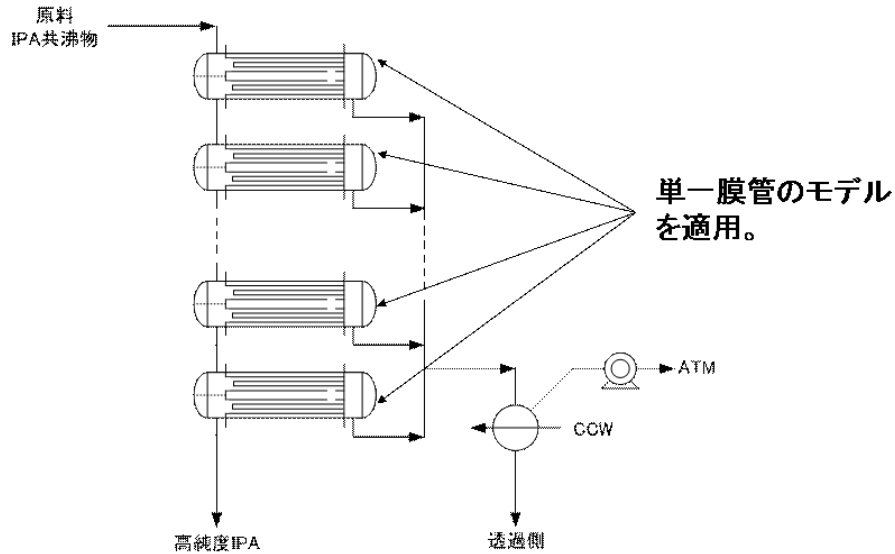 原料
IPA共沸物
単一膜管のモデル
を適用。
ATM
CCW
高純度IPA
透過側